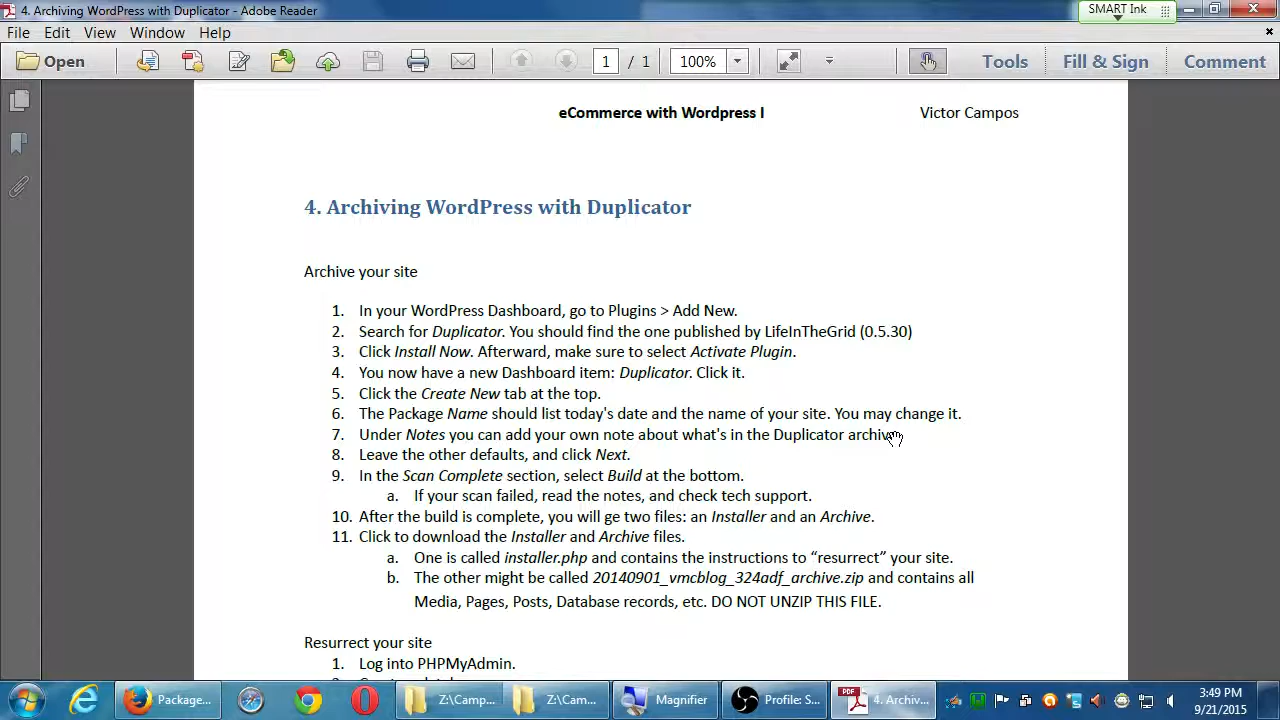 4. Archiving WordPress with Duplicator - Adobe Reader
SMART Ink
File Edit View Window Help
Open 1 / 1 100% Tools Fill & Sign Comment
eCommerce with Wordpress I Victor Campos
4. Archiving WordPress with Duplicator
Archive your site
1. In your WordPress Dashboard, go to Plugins > Add New.
2. Search for Duplicator. You should find the one published by LifeInTheGrid (0.5.30)
3. Click Install Now. Afterward, make sure to select Activate Plugin.
4. You now have a new Dashboard item: Duplicator. Click it.
5. Click the Create New tab at the top.
6. The Package Name should list today's date and the name of your site. You may change it.
7. Under Notes you can add your own note about what's in the Duplicator archive
8. Leave the other defaults, and click Next.
9. In the Scan Complete section, select Build at the bottom.
a. If your scan failed, read the notes, and check tech support.
10. After the build is complete, you will ge two files: an Installer and an Archive.
11. Click to download the Installer and Archive files.
a. One is called installer.php and contains the instructions to “resurrect” your site.
b. The other might be called 20140901_vmcblog_324adf_archive.zip and contains all
Media, Pages, Posts, Database records, etc. DO NOT UNZIP THIS FILE.
Resurrect your site
1. Log into PHPMyAdmin.
Package... Z:\Camp... Z:\Cam... Magnifier Profile: S... PDF 4. Archiv... 3:49 PM
9/21/2015